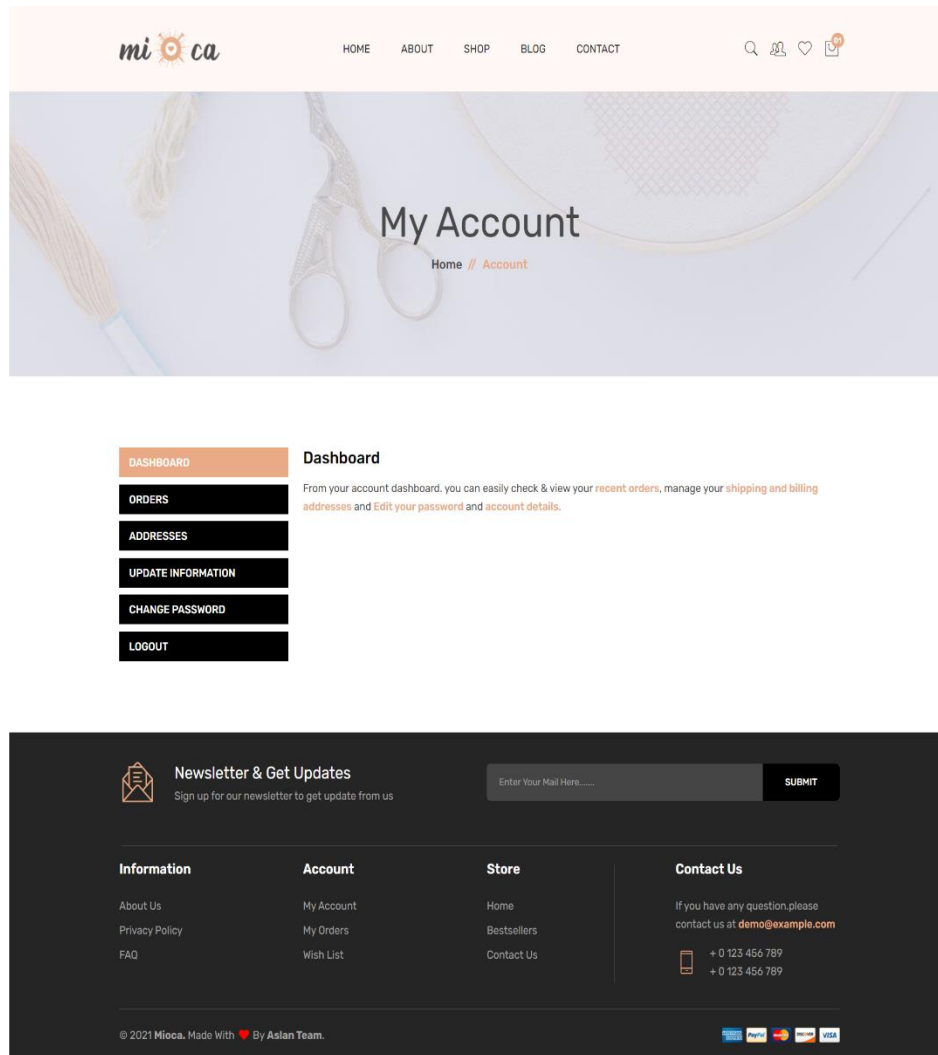 mioca
HOME ABOUT SHOP BLOG CONTACT
My Account
Home // Account
DASHBOARD
ORDERS
ADDRESSES
UPDATE INFORMATION
CHANGE PASSWORD
LOGOUT
Dashboard
From your account dashboard. you can easily check & view your recent orders, manage your shipping and billing
addresses and Edit your password and account details.
Newsletter & Get Updates
Sign up for our newsletter to get update from us
Enter Your Mail Here.......
SUBMIT
Information
About Us
Privacy Policy
FAQ
Account
My Account
My Orders
Wish List
Store
Home
Bestsellers
Contact Us
Contact Us
If you have any question.please
contact us at demo@example.com
+ 0 123 456 789
+ 0 123 456 789
© 2021 Mioca. Made With By Aslan Team.
PayPal
DISCOVER
VISA